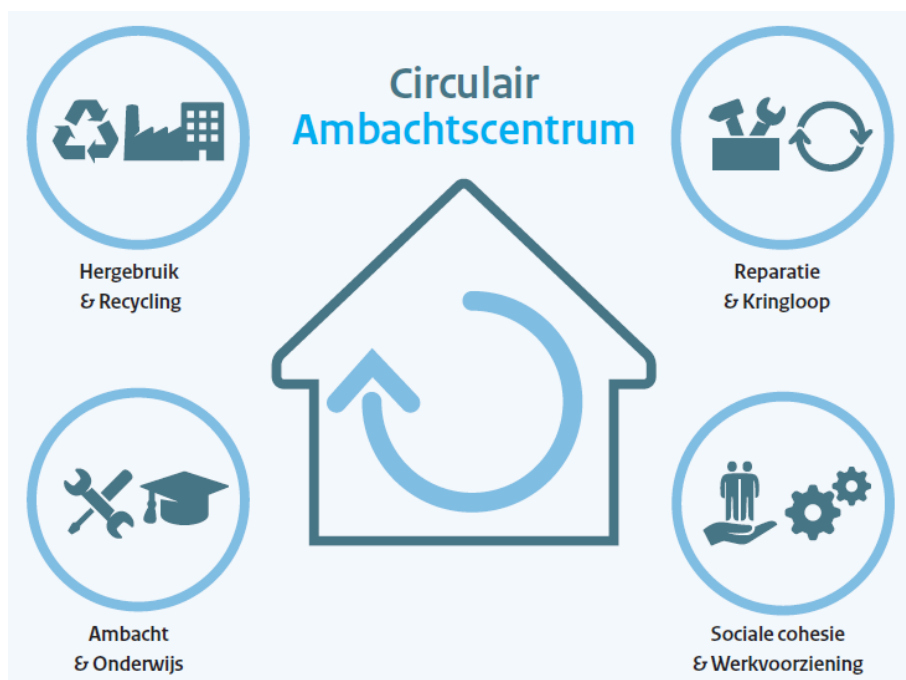 Circulair
Ambachtscentrum
Hergebruik
& Recycling
Reparatie
& Kringloop
Ambacht
& Onderwijs
Sociale cohesie
& Werkvoorziening